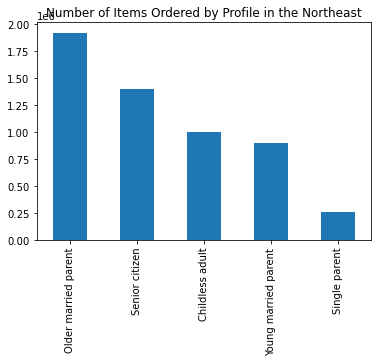 Number of Items Ordered by Profile in the Northeast
1e6
2.00
1.75
1.50
1.25
1.00
0.75
0.50
0.25
0.00
Older married parent
Senior citizen
Childless adult
Young married parent
Single parent